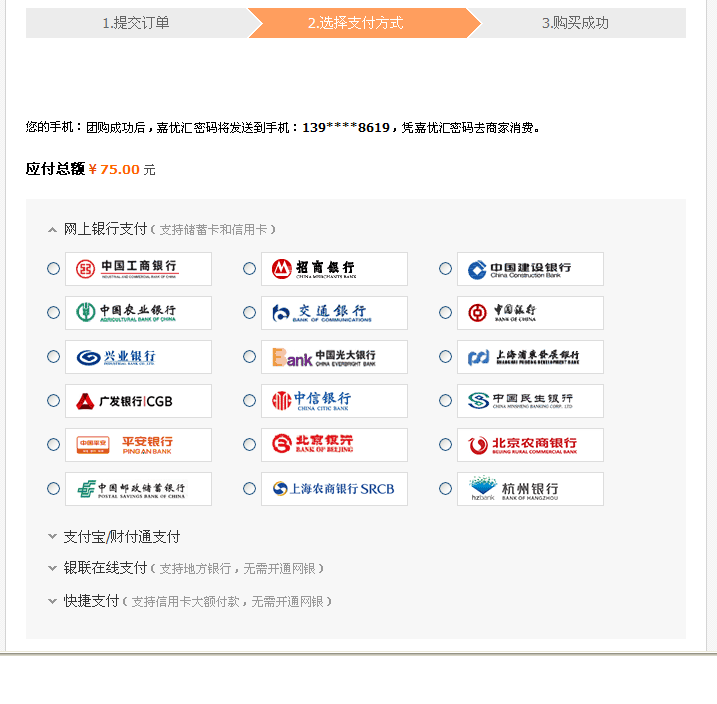 1.提交订单 2.选择支付方式 3.购买成功
您的手机：团购成功后，嘉优汇密码将发送到手机：139****8619，凭嘉优汇密码去商家消费。
应付总额 ¥ 75.00 元
网上银行支付（支持储蓄卡和信用卡）
中国工商银行 招商银行 中国建设银行
INDUSTRIAL AND COMMERCIAL BANK OF CHINA CHINA MERCHANTS BANK China Construction Bank
中国农业银行 交通银行 中国银行
AGRICULTURAL BANK OF CHINA BANK OF COMMUNICATIONS BANK OF CHINA
兴业银行 Bank 中国光大银行 上海浦东发展银行
INDUSTRIAL BANK CO.,LTD. CHINA EVERBRIGHT BANK SHANGHAI PUDONG DEVELOPMENT BANK
广发银行|CGB 中信银行 中国民生银行
CHINA CITIC BANK CHINA MINSHENG BANKING CORP., LTD.
中国平安 平安银行 北京银行 北京农商银行
PINGAN BANK BANK OF BEIJING BEIJING RURAL COMMERCIAL BANK
中国邮政储蓄银行 上海农商银行 SRCB 杭州银行
POSTAL SAVINGS BANK OF CHINA hzbank BANK OF HANGZHOU
支付宝/财付通支付
银联在线支付（支持地方银行，无需开通网银）
快捷支付（支持信用卡大额付款，无需开通网银）